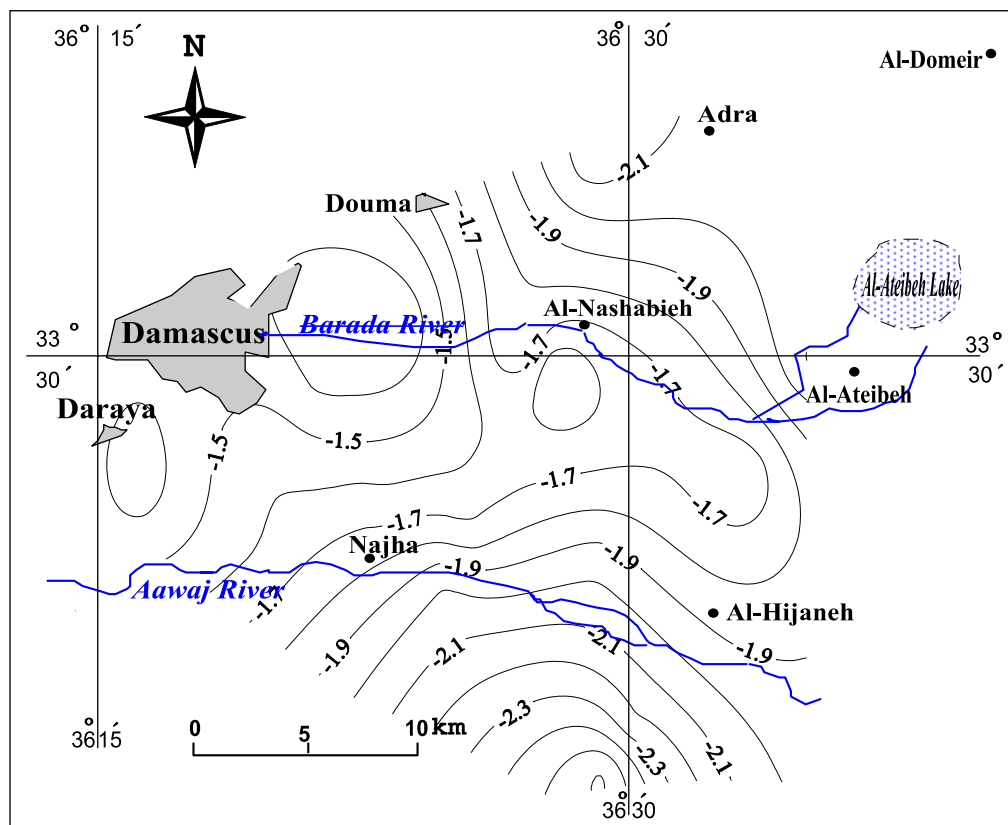 36° 15´
36° 30´
N
Al-Domeir
Adra
-2.1
Douma
-1.7
-1.9
-1.9
Al-Ateibeh Lake
Al-Nashabieh
Damascus
Barada River
33°
33°
-1.5
-1.7
-1.7
30´
30´
Al-Ateibeh
Daraya
-1.5
-1.5
-1.7
-1.7
-1.7
Najha
-1.9
-1.9
Aawaj River
-1.7
Al-Hijaneh
-1.9
-2.1
-1.9
-2.1
-2.3
0 5 10 km
36° 15´
-2.3
-2.1
36° 30´